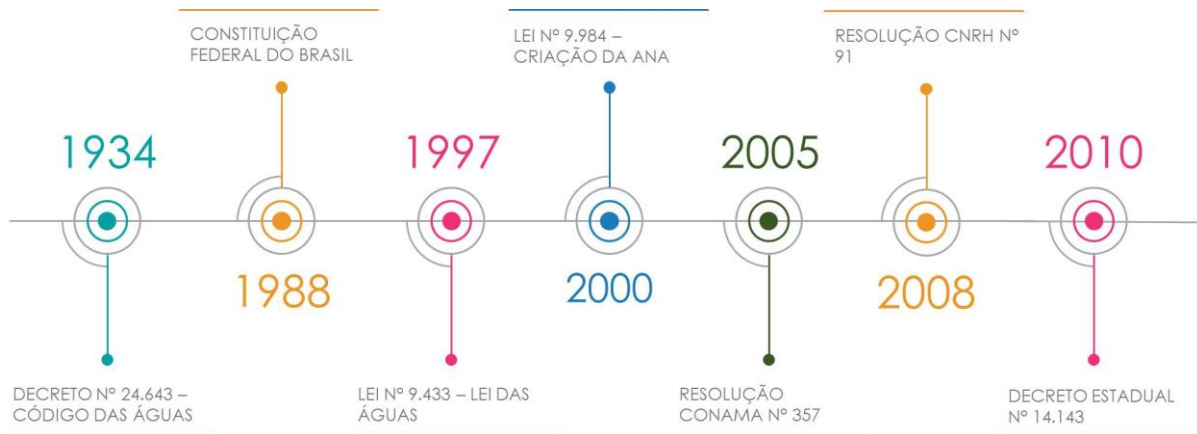 CONSTITUIÇÃO
FEDERAL DO BRASIL
LEI Nº 9.984 –
CRIAÇÃO DA ANA
RESOLUÇÃO CNRH Nº
91
1934
1997
2005
2010
1988
2000
2008
DECRETO Nº 24.643 –
CÓDIGO DAS ÁGUAS
LEI Nº 9.433 – LEI DAS
ÁGUAS
RESOLUÇÃO
CONAMA Nº 357
DECRETO ESTADUAL
Nº 14.143